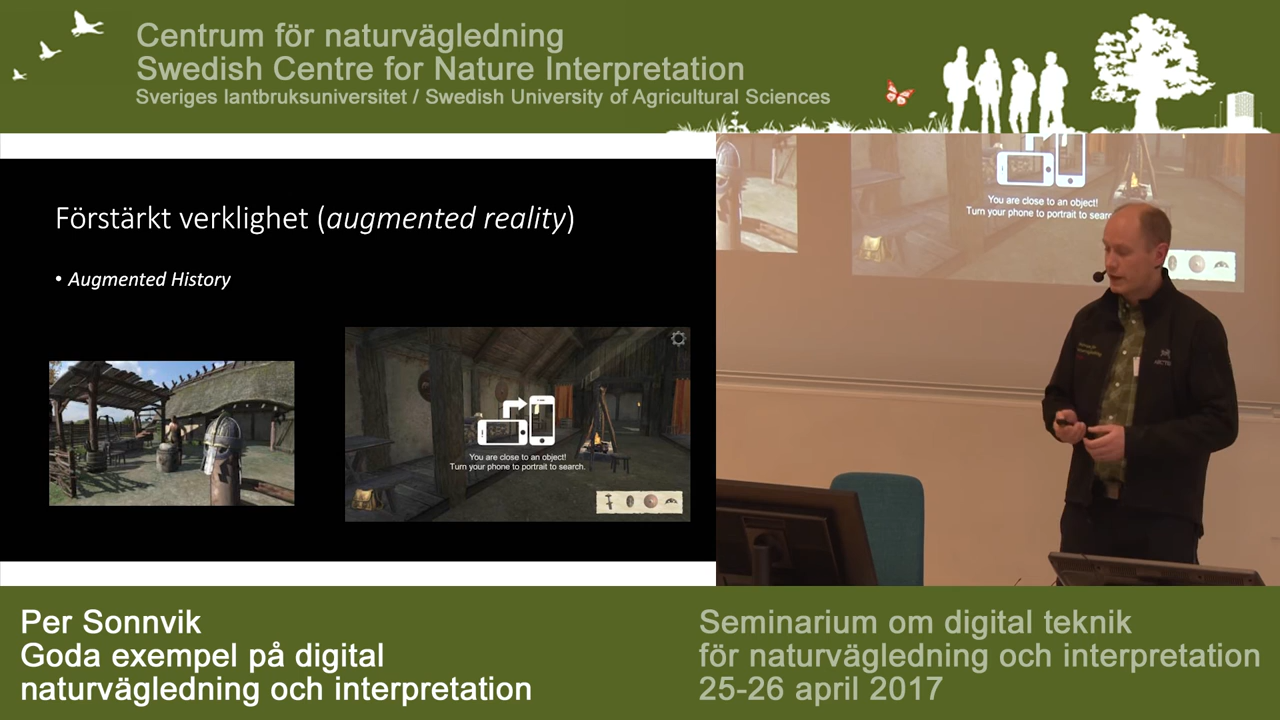 Centrum för naturvägledning
Swedish Centre for Nature Interpretation
Sveriges lantbruksuniversitet / Swedish University of Agricultural Sciences
Förstärkt verklighet (augmented reality)
• Augmented History
You are close to an object!
Turn your phone to portrait to search.
You are close to an object!
Turn your phone to portrait to searc
Per Sonnvik
Goda exempel på digital
naturvägledning och interpretation
Seminarium om digital teknik
för naturvägledning och interpretation
25-26 april 2017